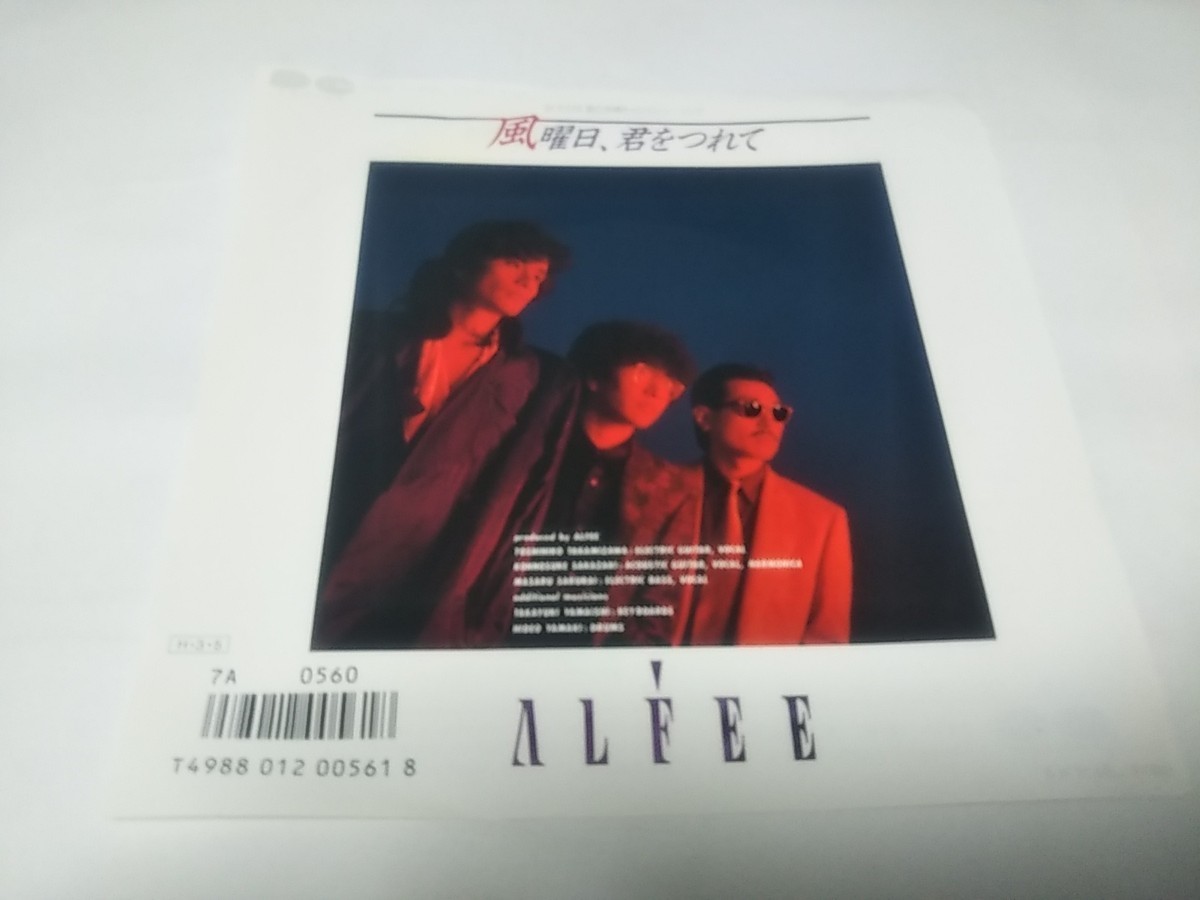 風曜日、君をつれて
produced by ALFEE
TOSHIHIKO TAKAMIZAWA : ELECTRIC GUITAR, VOCAL
KOHNOSUKE SAKAZAKI : ACOUSTIC GUITAR, VOCAL, HARMONICA
MASARU SAKURAI : ELECTRIC BASS, VOCAL
additional musicians
TAKAYUKI YAMAISHI : KEYBOARDS
HIDEO YAMAKI : DRUMS
H-3-5
7A 0560
T4988 012 00561 8
ALFEE